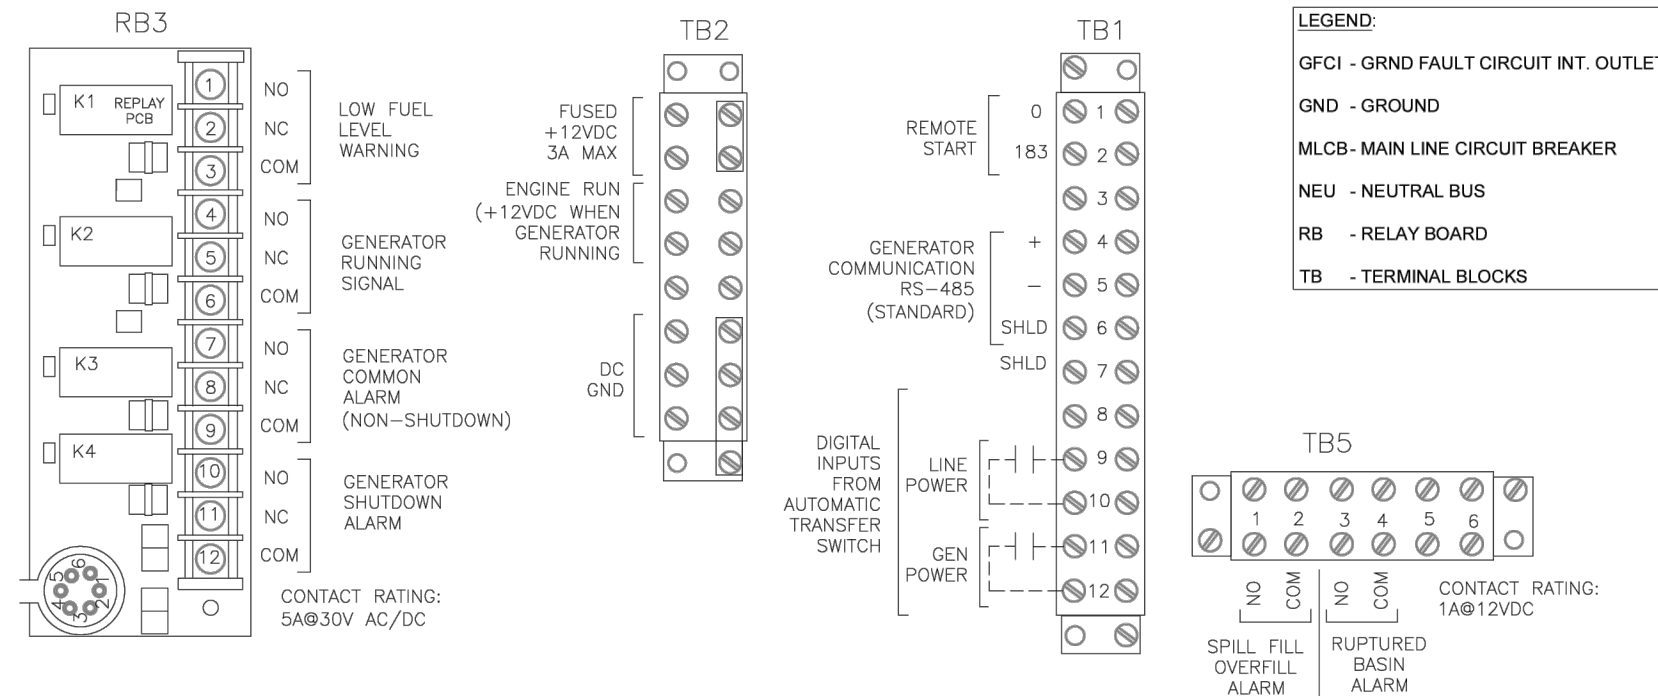 RB3
K1 REPLAY
PCB
K2
K3
K4
1
2
3
4
5
6
7
8
9
10
11
12
NO
NC
COM
LOW FUEL
LEVEL
WARNING
NO
NC
COM
GENERATOR
RUNNING
SIGNAL
NO
NC
COM
GENERATOR
COMMON
ALARM
(NON-SHUTDOWN)
NO
NC
COM
GENERATOR
SHUTDOWN
ALARM
1
2
3
4
5
6
CONTACT RATING:
5A@30V AC/DC
TB2
FUSED
+12VDC
3A MAX
ENGINE RUN
(+12VDC WHEN
GENERATOR
RUNNING
DC
GND
TB1
REMOTE
START
0
183
GENERATOR
COMMUNICATION
RS-485
(STANDARD)
+
-
SHLD
SHLD
DIGITAL
INPUTS
FROM
AUTOMATIC
TRANSFER
SWITCH
LINE
POWER
GEN
POWER
1
2
3
4
5
6
7
8
9
10
11
12
LEGEND:
GFCI - GRND FAULT CIRCUIT INT. OUTLET
GND - GROUND
MLCB- MAIN LINE CIRCUIT BREAKER
NEU - NEUTRAL BUS
RB - RELAY BOARD
TB - TERMINAL BLOCKS
TB5
1 2 3 4 5 6
NO COM NO COM
SPILL FILL
OVERFILL
ALARM
RUPTURED
BASIN
ALARM
CONTACT RATING:
1A@12VDC